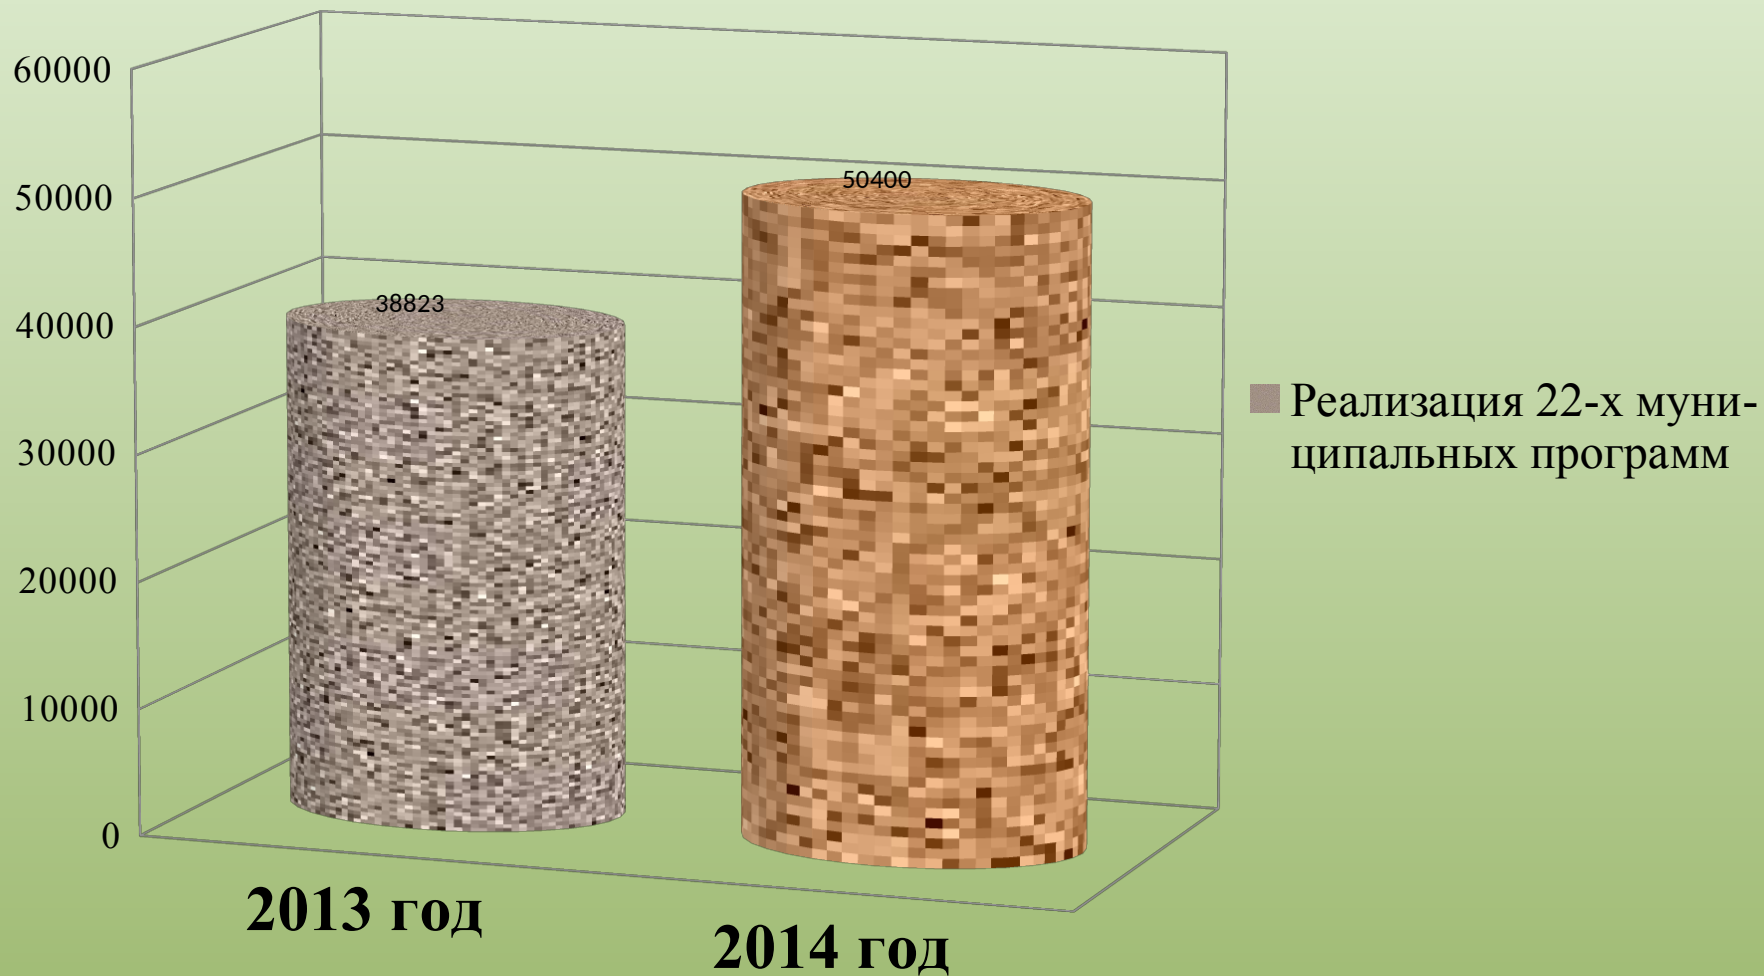 60000
50000
40000
30000
20000
10000
0
38823
50400
2013 год
2014 год
Реализация 22-х муни-
ципальных программ